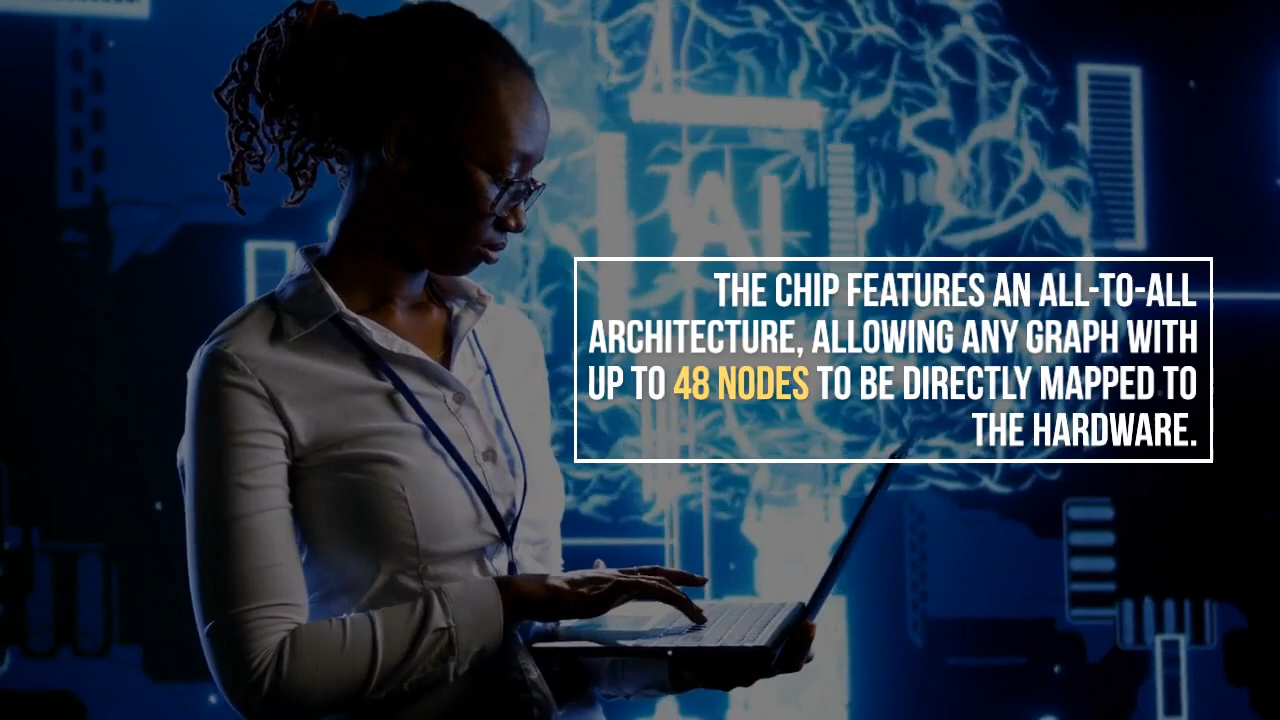 AI
THE CHIP FEATURES AN ALL-TO-ALL
ARCHITECTURE, ALLOWING ANY GRAPH WITH
UP TO 48 NODES TO BE DIRECTLY MAPPED TO
THE HARDWARE.